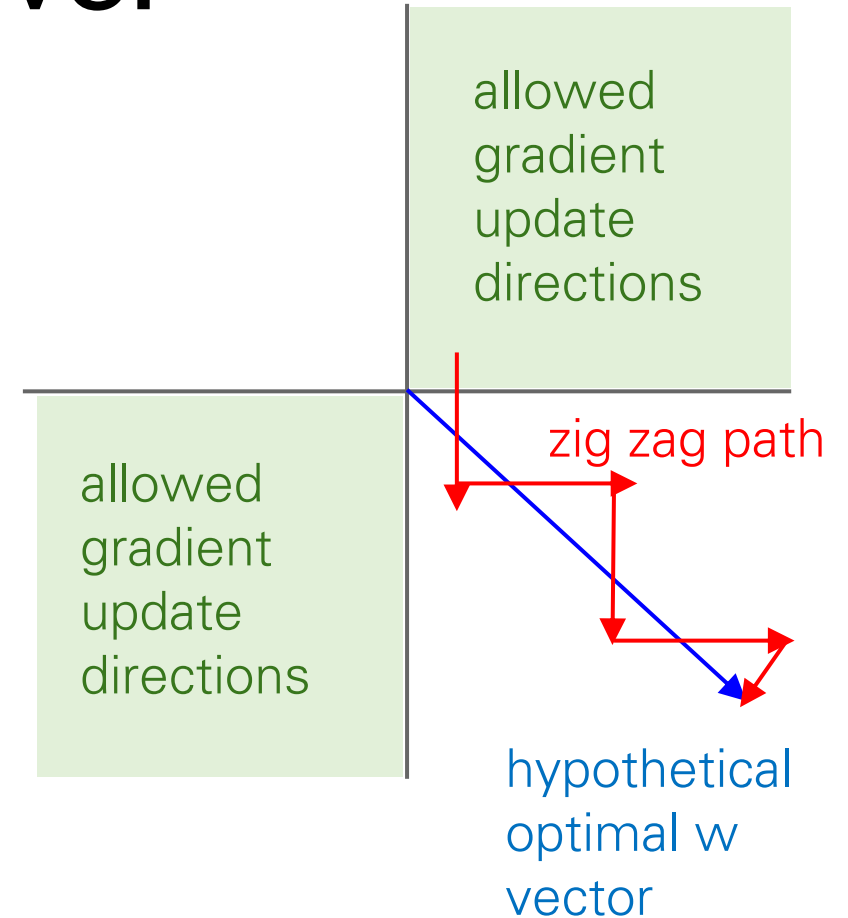 allowed
gradient
update
directions
zig zag path
allowed
gradient
update
directions
hypothetical
optimal w
vector